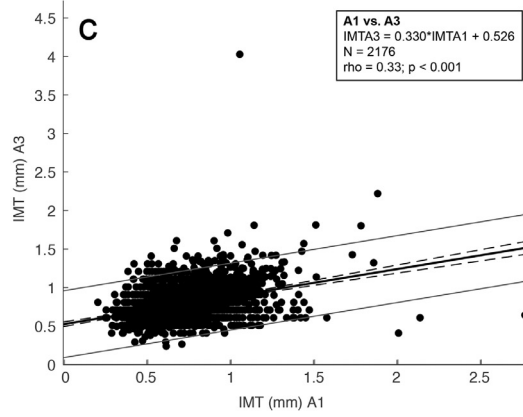 C
A1 vs. A3
IMTA3 = 0.330*IMTA1 + 0.526
N = 2176
rho = 0.33; p < 0.001
4.5
4
3.5
3
2.5
2
1.5
1
0.5
0
IMT (mm) A3
0 0.5 1 1.5 2 2.5
IMT (mm) A1